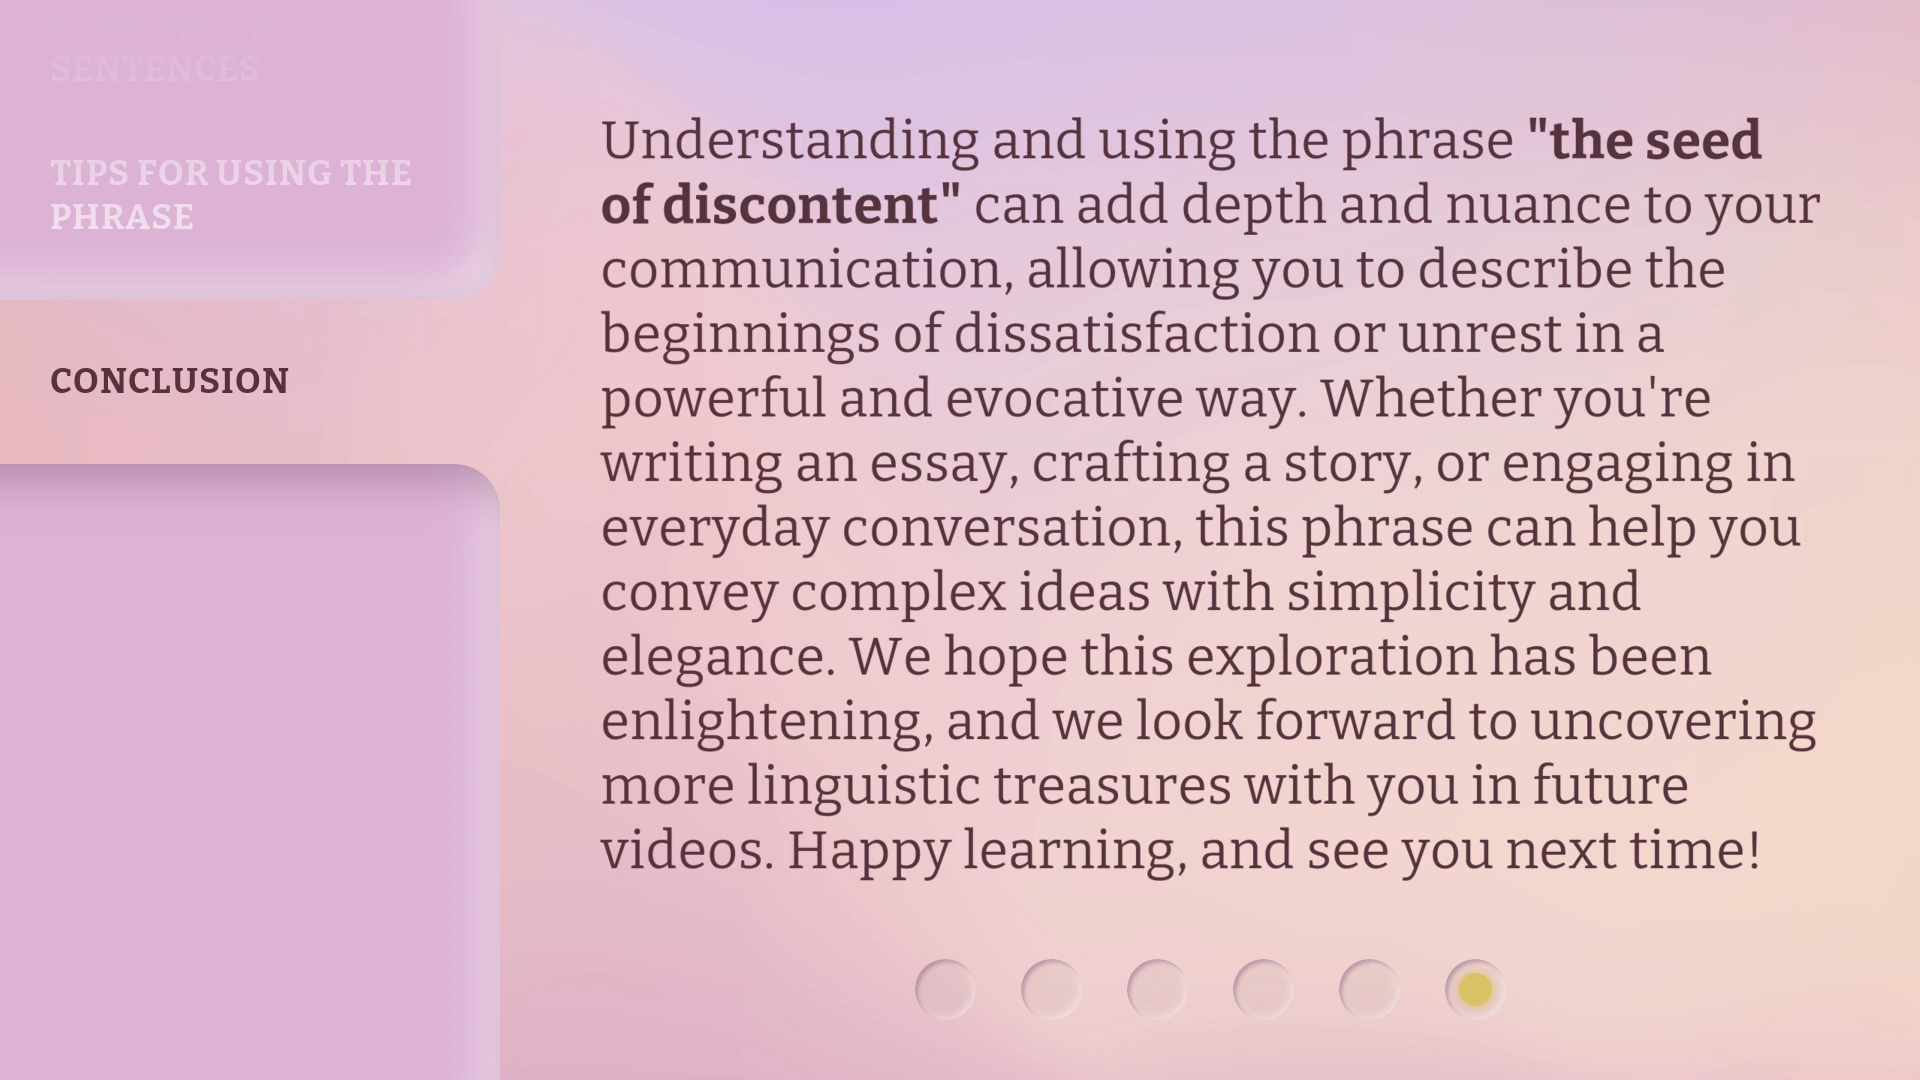 EXAMPLES IN
SENTENCES
TIPS FOR USING THE
PHRASE
CONCLUSION
Understanding and using the phrase "the seed
of discontent" can add depth and nuance to your
communication, allowing you to describe the
beginnings of dissatisfaction or unrest in a
powerful and evocative way. Whether you're
writing an essay, crafting a story, or engaging in
everyday conversation, this phrase can help you
convey complex ideas with simplicity and
elegance. We hope this exploration has been
enlightening, and we look forward to uncovering
more linguistic treasures with you in future
videos. Happy learning, and see you next time!